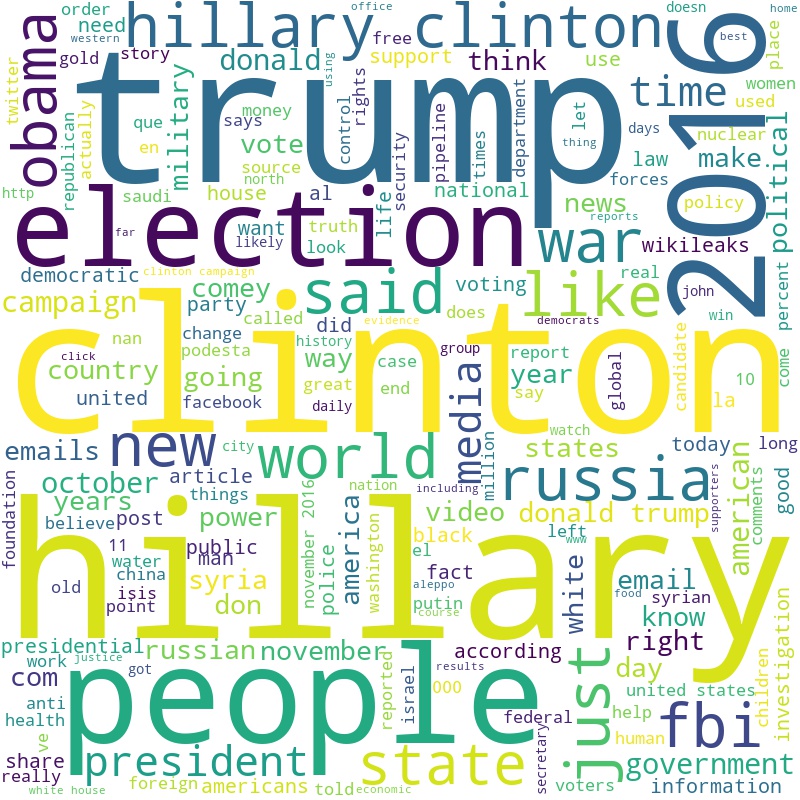 office
doesn
home
order
need
hillary clinton
free
western
best
story
gold
donald
support
think
use
place
obama
trump
2016
twitter
actually
republican
que
en
military
money
says
vote
source
north
using
control
rights
security
pipeline
times
department
thing
let
time
days
law
make
nuclear
women
used
http
saudi
house
al
life
national
forces
policy
political
election
want
likely
truth
look
far
news
reports
war
wikileaks
percent
democratic
clinton campaign
comey
said
voting
like
real
john
win
campaign
party
called
did
evidence
does
democrats
clinton
nan
change
history
click
podesta
way
case
group
report
country
going
great
end
year
say
global
candidate
la
10
come
united
facebook
daily
media
emails
new
city
world
watch
million
states
today
long
october
article
things
nation
including
russia
supporters
american
comments
good
foundation
years
believe
post
power
november 2016
police
america
washington
black
video
donald trump
left
www
hillary
11
water
china
public
man
el
fact
aleppo
email
old
isis
point
syria
don
putin
course
white
food
syrian
know
presidential
russian
november
according
right
work
justice
got
reported
israel
results
just
day
investigation
children
com
people
000
united states
anti
health
ve
federal
secretary
help
human
fbi
share
really
president
state
government
white house
foreign
americans
told
economic
voters
information